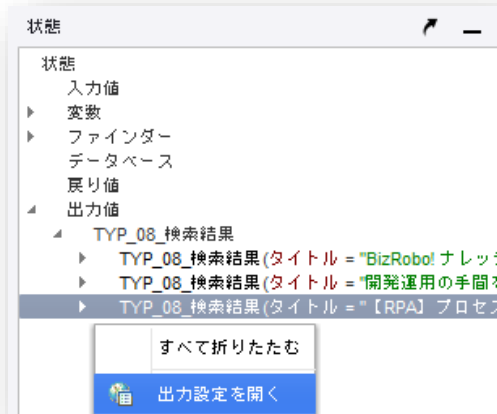 状態
状態
入力値
変数
ファインダー
データベース
戻り値
出力値
TYP_08_検索結果
TYP_08_検索結果(タイトル = "BizRobo! ナレッ
TYP_08_検索結果(タイトル = "開発運用の手間を
TYP_08_検索結果(タイトル = "【RPA】プロセス
すべて折りたたむ
出力設定を開く